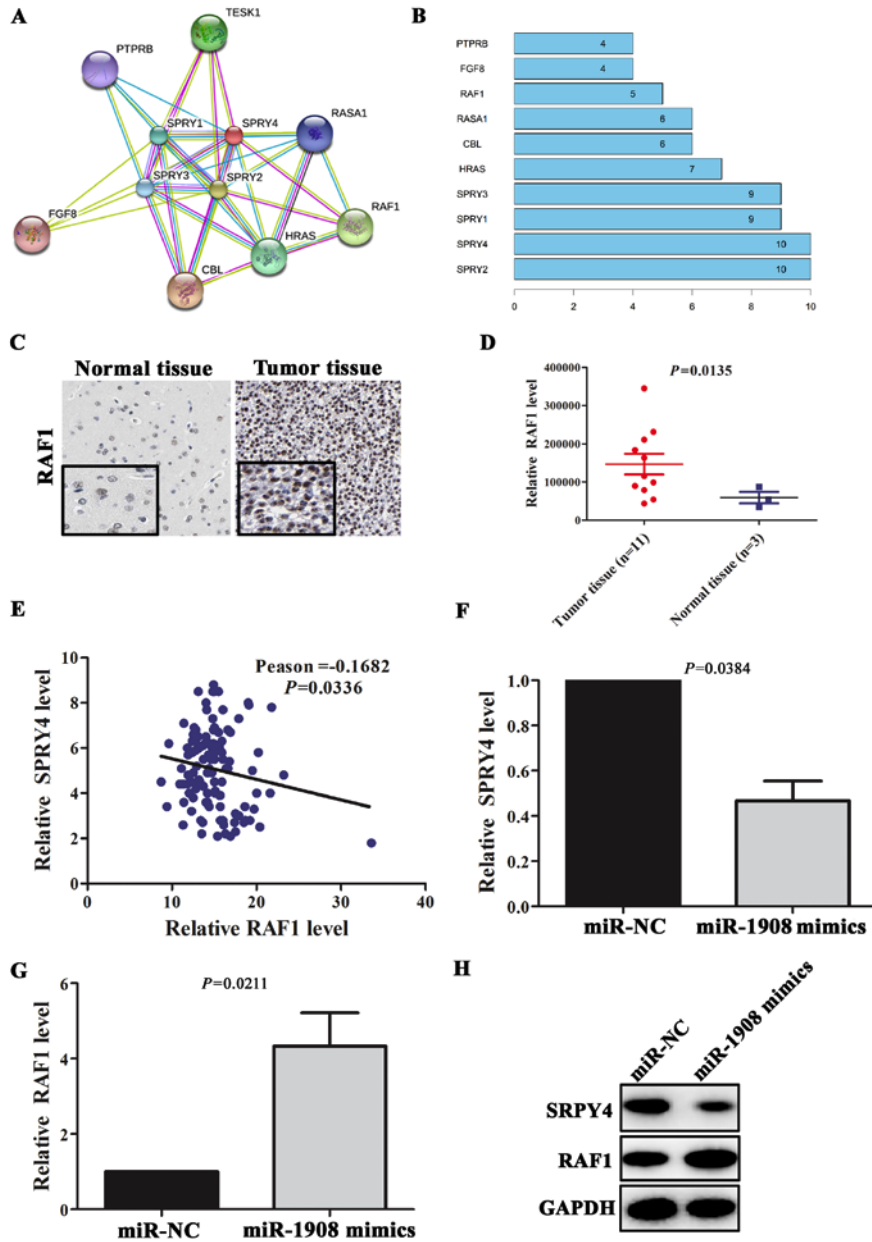 A
TESK1
PTPRB
RASA1
SPRY1
SPRY4
SPRY3
SPRY2
FGF8
RAF1
HRAS
CBL
B
PTPRB
4
FGF8
4
RAF1
5
RASA1
6
CBL
6
HRAS
7
SPRY3
9
SPRY1
9
SPRY4
10
SPRY2
10
0 2 4 6 8 10
C
Normal tissue
Tumor tissue
RAF1
D
P=0.0135
Relative RAF1 level
400000
300000
200000
100000
0
Tumor tissue (n=11)
Normal tissue (n=3)
E
Peason =-0.1682
P=0.0336
Relative SPRY4 level
10
8
6
4
2
0
0 10 20 30 40
Relative RAF1 level
F
P=0.0384
Relative SPRY4 level
1.0
0.8
0.6
0.4
0.2
0.0
miR-NC
miR-1908 mimics
G
P=0.0211
Relative RAF1 level
6
4
2
0
miR-NC
miR-1908 mimics
H
miR-NC
miR-1908 mimics
SRPY4
RAF1
GAPDH